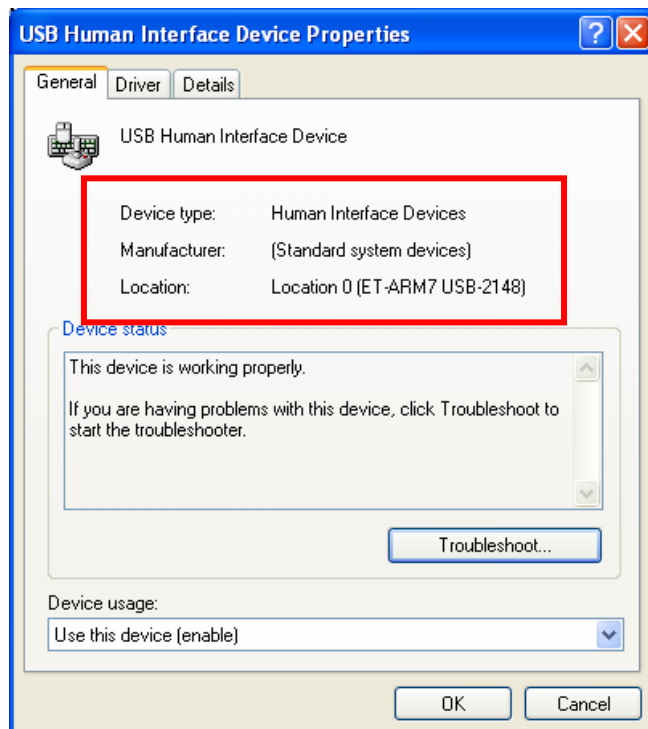 USB Human Interface Device Properties
?
General Driver Details
USB Human Interface Device
Device type: Human Interface Devices
Manufacturer: (Standard system devices)
Location: Location 0 (ET-ARM7 USB-2148)
Device status
This device is working properly.
If you are having problems with this device, click Troubleshoot to
start the troubleshooter.
Troubleshoot...
Device usage:
Use this device (enable)
OK Cancel